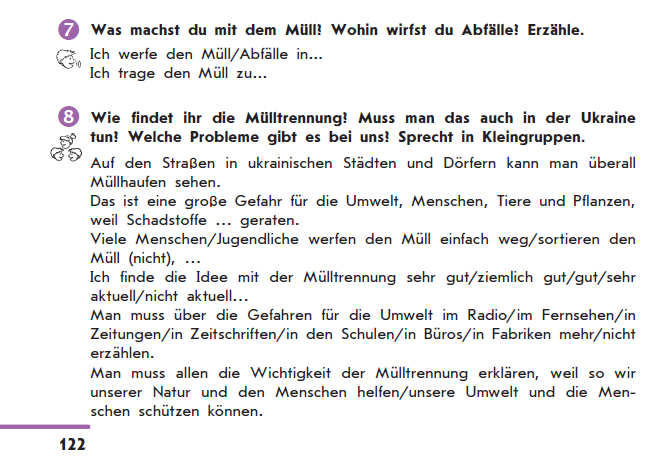 7 Was machst du mit dem Müll? Wohin wirfst du Abfälle? Erzähle.
Ich werfe den Müll/Abfälle in...
Ich trage den Müll zu...
8 Wie findet ihr die Mülltrennung? Muss man das auch in der Ukraine
tun? Welche Probleme gibt es bei uns? Sprecht in Kleingruppen.
Auf den Straßen in ukrainischen Städten und Dörfern kann man überall
Müllhaufen sehen.
Das ist eine große Gefahr für die Umwelt, Menschen, Tiere und Pflanzen,
weil Schadstoffe ... geraten.
Viele Menschen/Jugendliche werfen den Müll einfach weg/sortieren den
Müll (nicht), ...
Ich finde die Idee mit der Mülltrennung sehr gut/ziemlich gut/gut/sehr
aktuell/nicht aktuell...
Man muss über die Gefahren für die Umwelt im Radio/im Fernsehen/in
Zeitungen/in Zeitschriften/in den Schulen/in Büros/in Fabriken mehr/nicht
erzählen.
Man muss allen die Wichtigkeit der Mülltrennung erklären, weil so wir
unserer Natur und den Menschen helfen/unsere Umwelt und die Men-
schen schützen können.
122